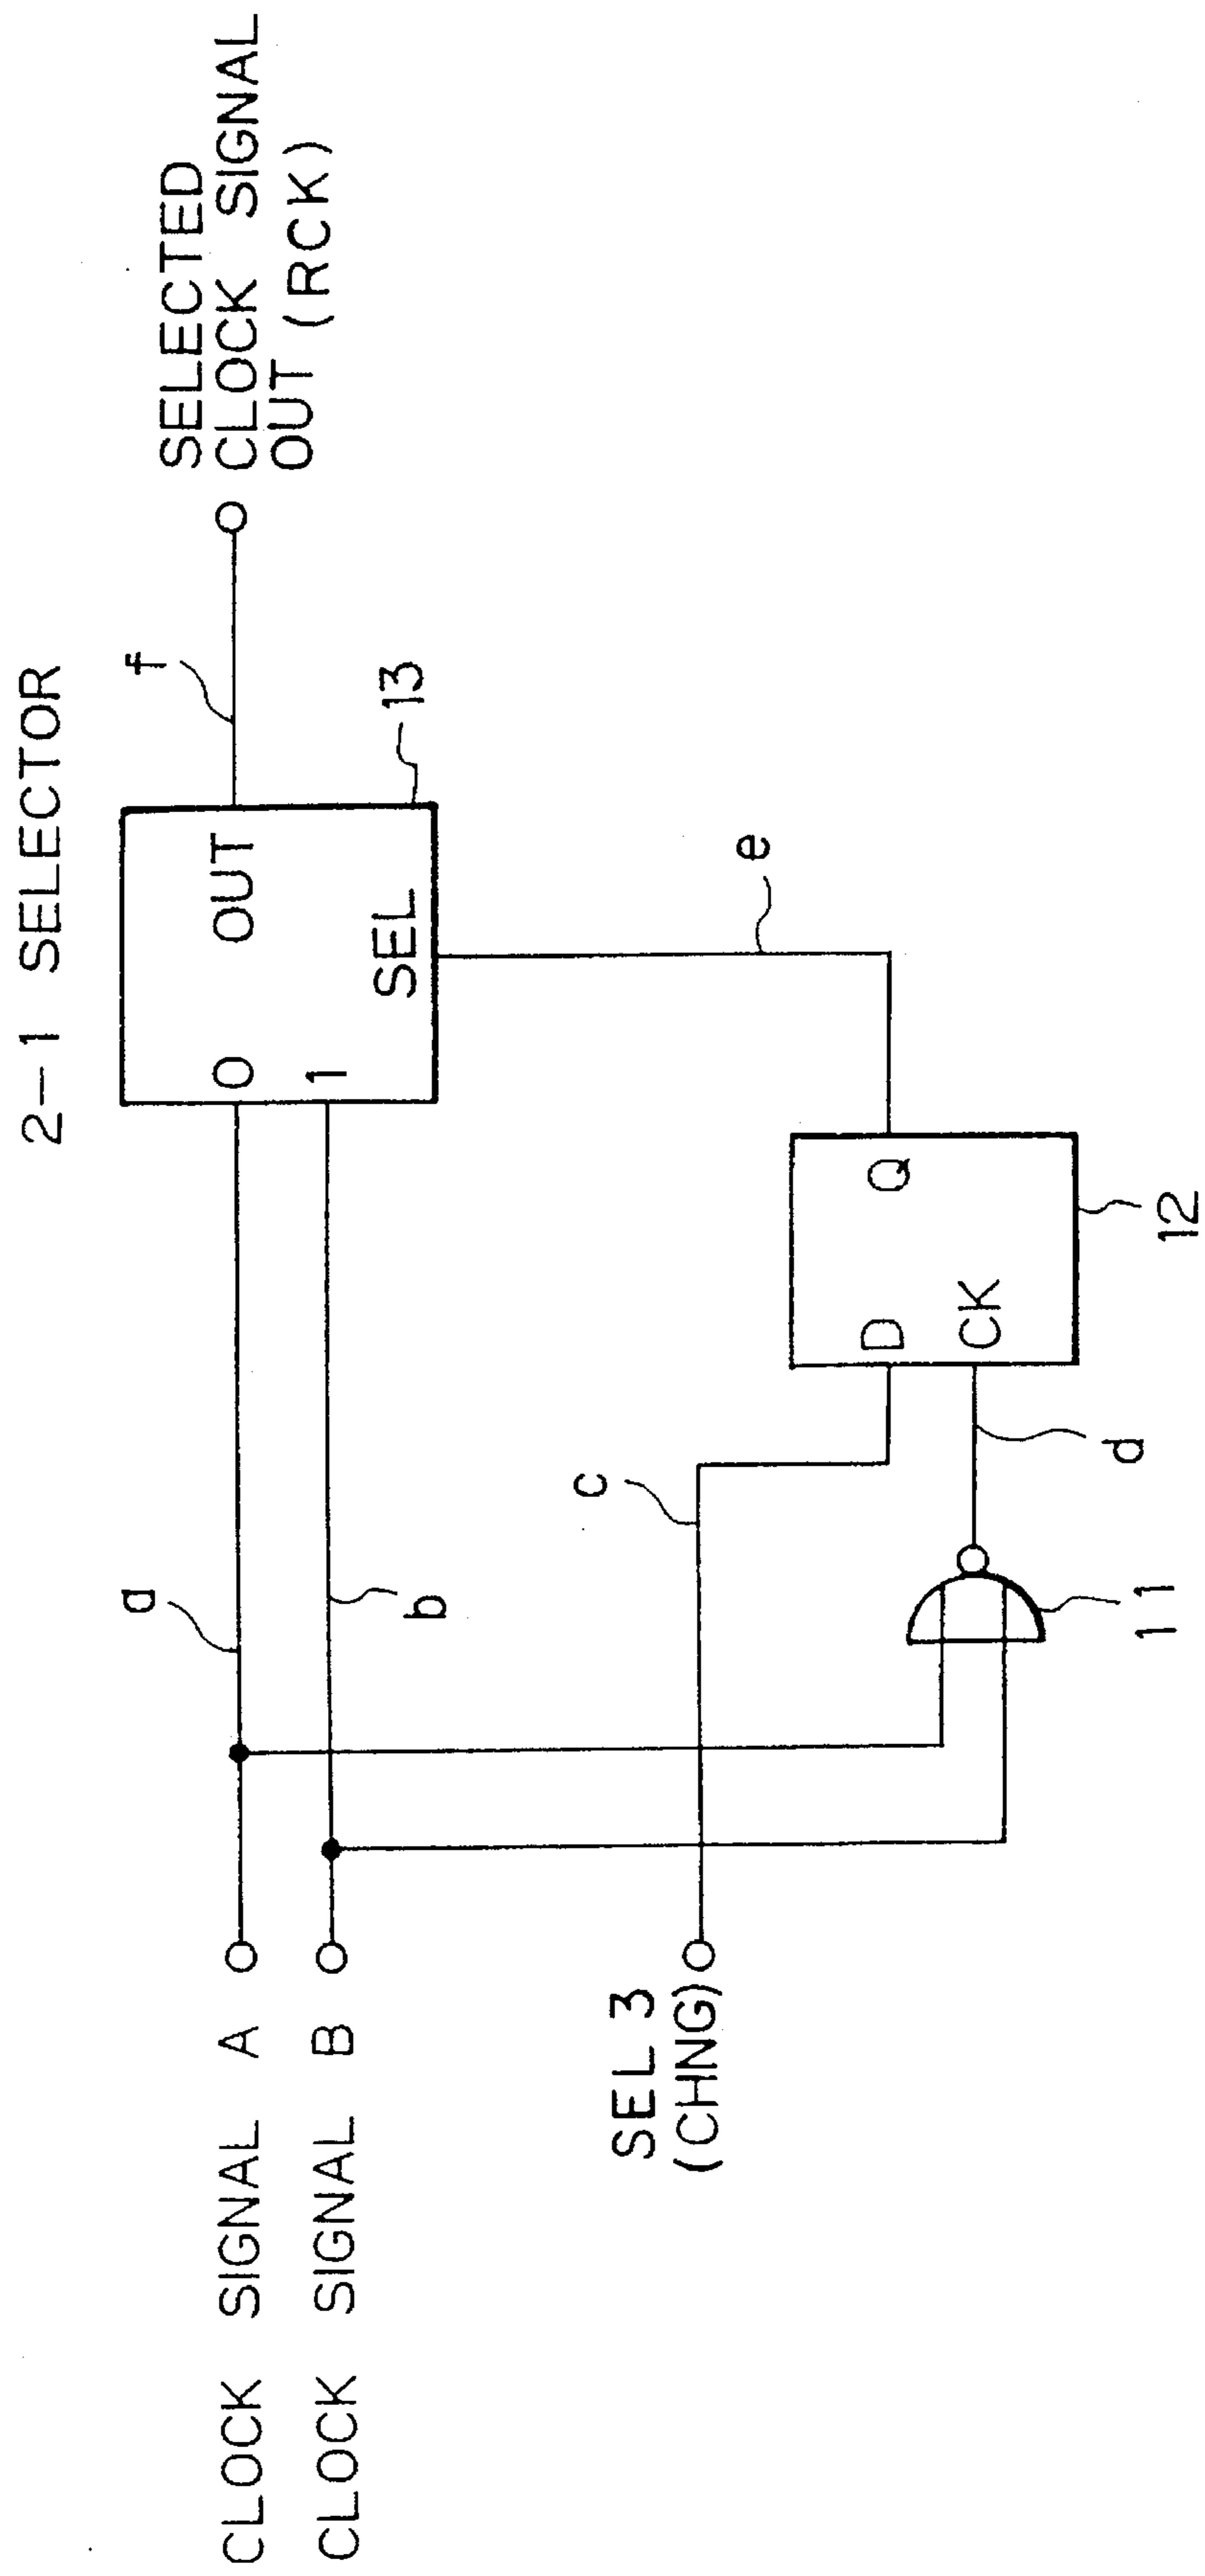 2-1 SELECTOR
CLOCK SIGNAL A
CLOCK SIGNAL B
a
b
0
1
OUT
SEL
13
f
SELECTED
CLOCK SIGNAL
OUT (RCK)
SEL 3
(CHNG)
c
11
d
D
CK
Q
12
e